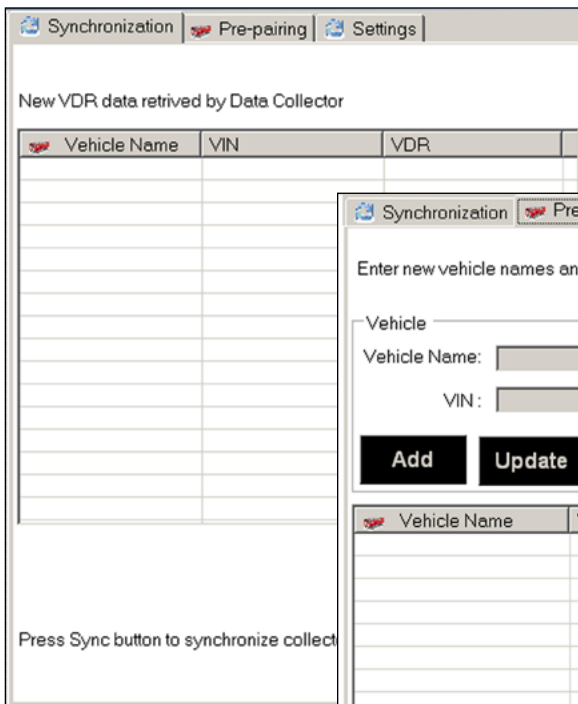 Synchronization Pre-pairing Settings
New VDR data retrived by Data Collector
Vehicle Name VIN VDR
Synchronization Pre
Enter new vehicle names an
Vehicle
Vehicle Name:
VIN :
Add Update
Vehicle Name
Press Sync button to synchronize collect